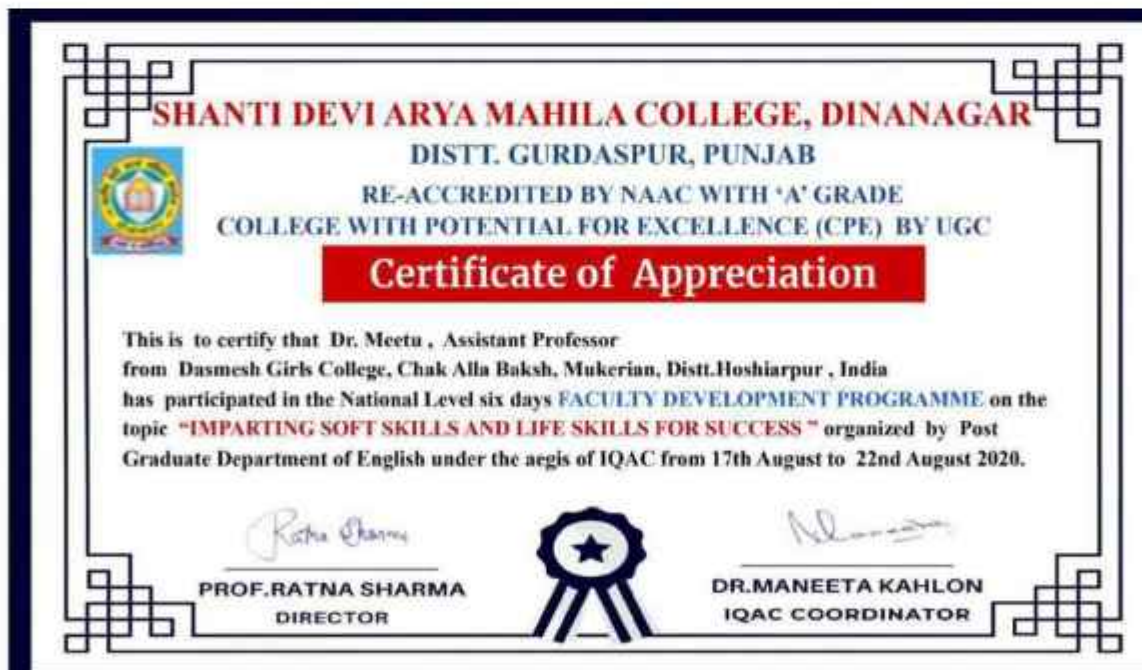 SHANTI DEVI ARYA MAHILA COLLEGE, DINANAGAR
DISTT. GURDASPUR, PUNJAB
RE-ACCREDITED BY NAAC WITH ‘A’ GRADE
COLLEGE WITH POTENTIAL FOR EXCELLENCE (CPE) BY UGC
Certificate of Appreciation
This is to certify that Dr. Meetu , Assistant Professor
from Dasmesh Girls College, Chak Alla Baksh, Mukerian, Distt.Hoshiarpur , India
has participated in the National Level six days FACULTY DEVELOPMENT PROGRAMME on the
topic “IMPARTING SOFT SKILLS AND LIFE SKILLS FOR SUCCESS ” organized by Post
Graduate Department of English under the aegis of IQAC from 17th August to 22nd August 2020.
Ratna Sharma
PROF.RATNA SHARMA
DIRECTOR
DR.MANEETA KAHLON
IQAC COORDINATOR